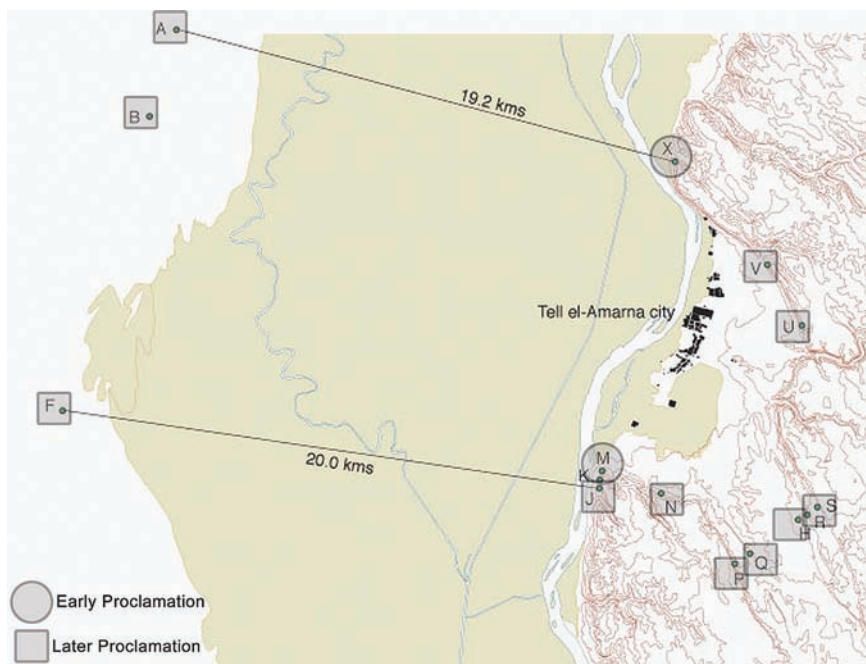 A
19.2 kms
B
X
V
Tell el-Amarna city
U
F
20.0 kms
M
K
J
N
S
R
H
Q
P
Early Proclamation
Later Proclamation